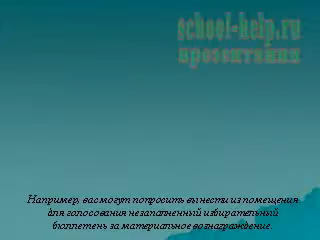 school-help.ru
презентации
Например, вас могут попросить вынести из помещения
для голосования незаполненный избирательный
бюллетень за материальное вознаграждение.